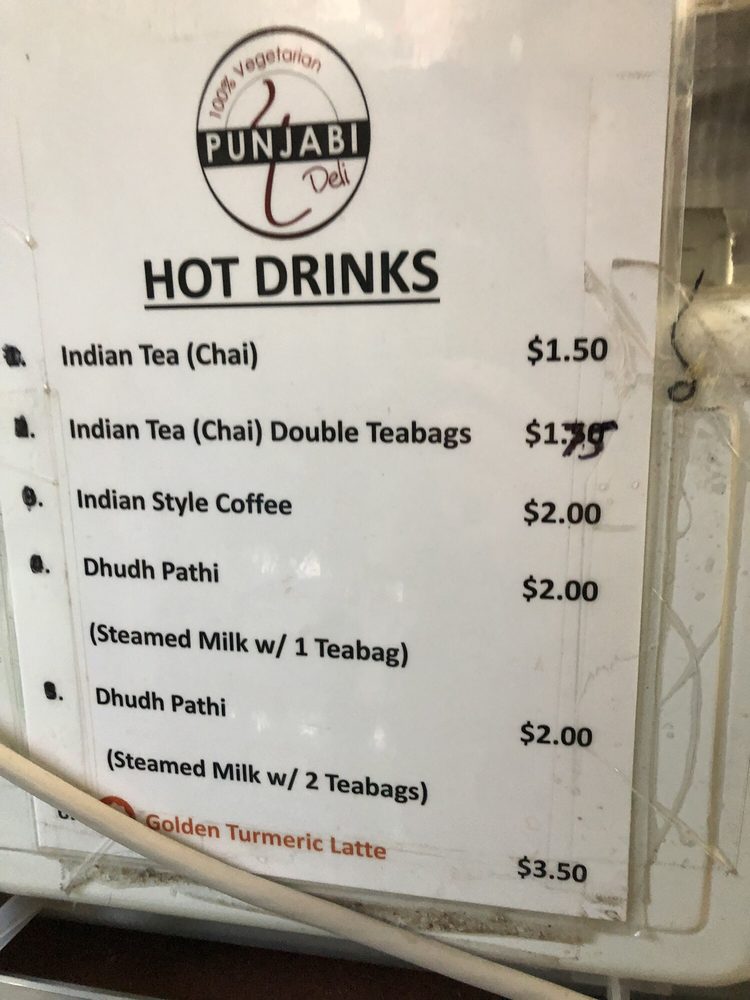 100% Vegetarian
PUNJABI
Deli
HOT DRINKS
Indian Tea (Chai) $1.50
Indian Tea (Chai) Double Teabags $1.75
Indian Style Coffee $2.00
Dhudh Pathi $2.00
(Steamed Milk w/ 1 Teabag)
Dhudh Pathi $2.00
(Steamed Milk w/ 2 Teabags)
Golden Turmeric Latte $3.50